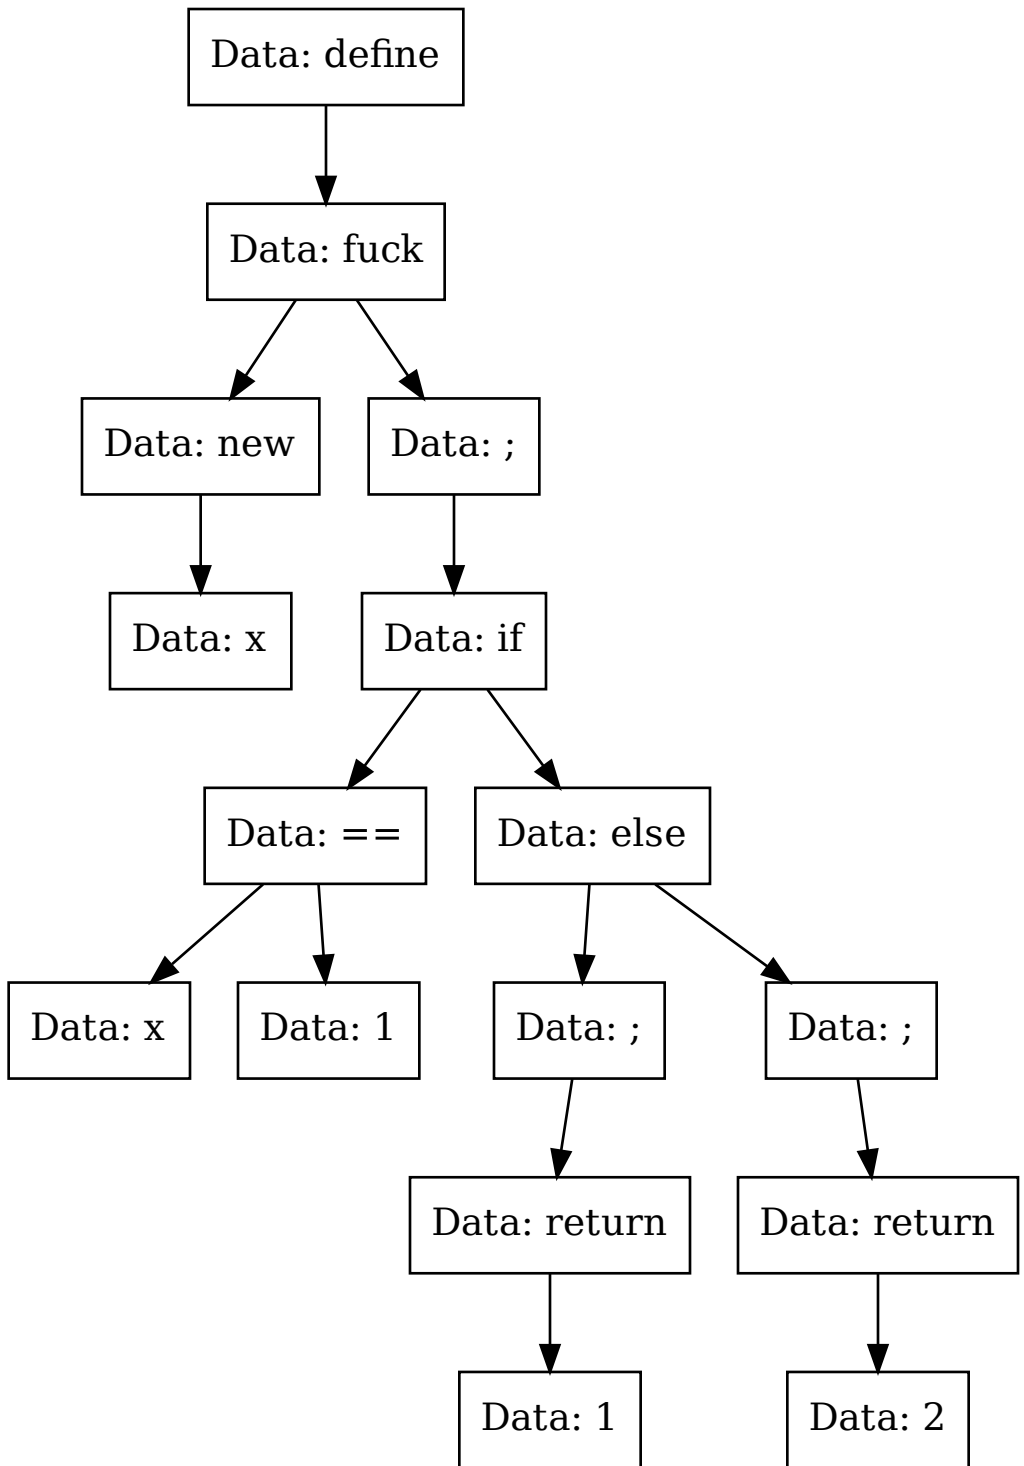 Data: define
Data: fuck
Data: new
Data: ;
Data: x
Data: if
Data: ==
Data: else
Data: x
Data: 1
Data: ;
Data: ;
Data: return
Data: return
Data: 1
Data: 2